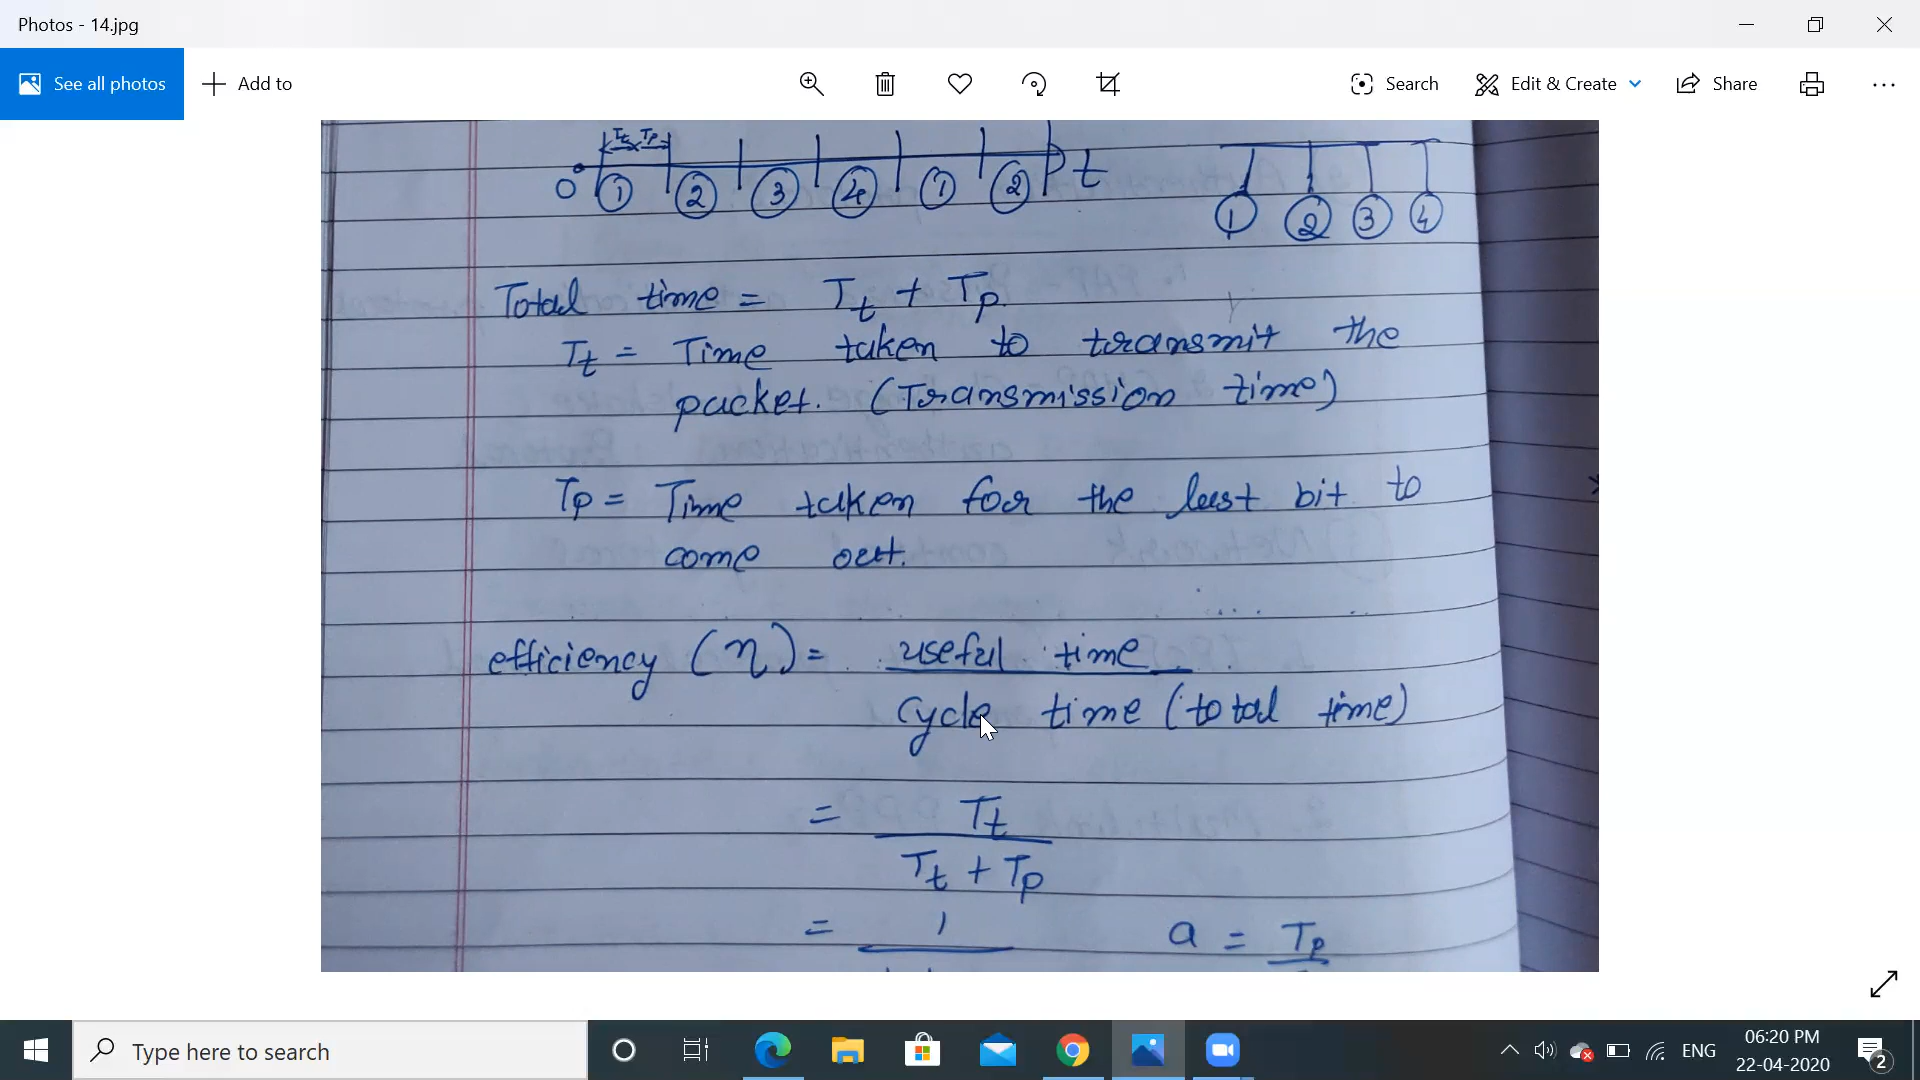 Photos - 14.jpg
See all photos
Add to
Search
Edit & Create
Share
Tt Tp
0 1 2 3 4 1 2 t
1 2 3 4
Total time = Tt + Tp
Tt = Time taken to transmit the
packet. (Transmission time)
Tp = Time taken for the last bit to
come out.
efficiency (η) = useful time
Cycle time (total time)
= Tt
Tt + Tp
= 1 a = Tp
Type here to search
ENG
06:20 PM
22-04-2020
2